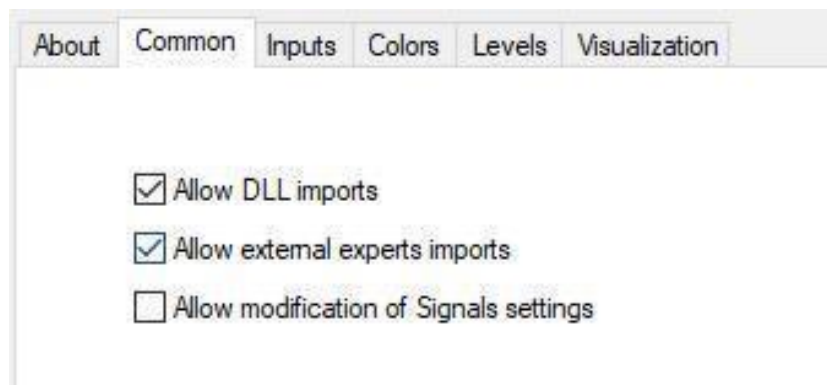 About Common Inputs Colors Levels Visualization
Allow DLL imports
Allow external experts imports
Allow modification of Signals settings